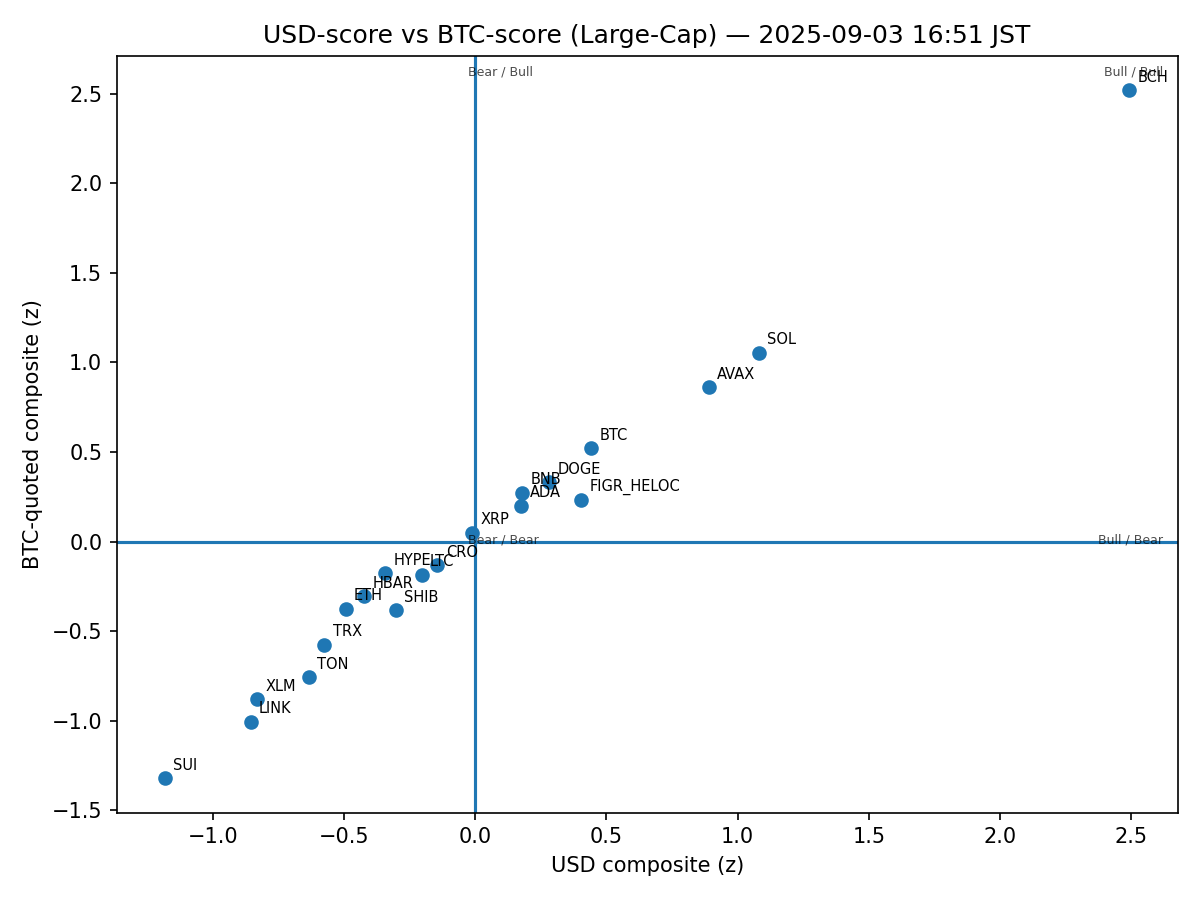 USD-score vs BTC-score (Large-Cap) — 2025-09-03 16:51 JST
Bear / Bull
Bull / Bull
BCH
SOL
AVAX
BTC
DOGE
BNB
FIGR_HELOC
ADA
XRP
Bear / Bear
Bull / Bear
CRO
HYPE
LTC
HBAR
ETH
SHIB
TRX
TON
XLM
LINK
SUI
2.5
2.0
1.5
1.0
0.5
0.0
−0.5
−1.0
−1.5
BTC-quoted composite (z)
−1.0
−0.5
0.0
0.5
1.0
1.5
2.0
2.5
USD composite (z)